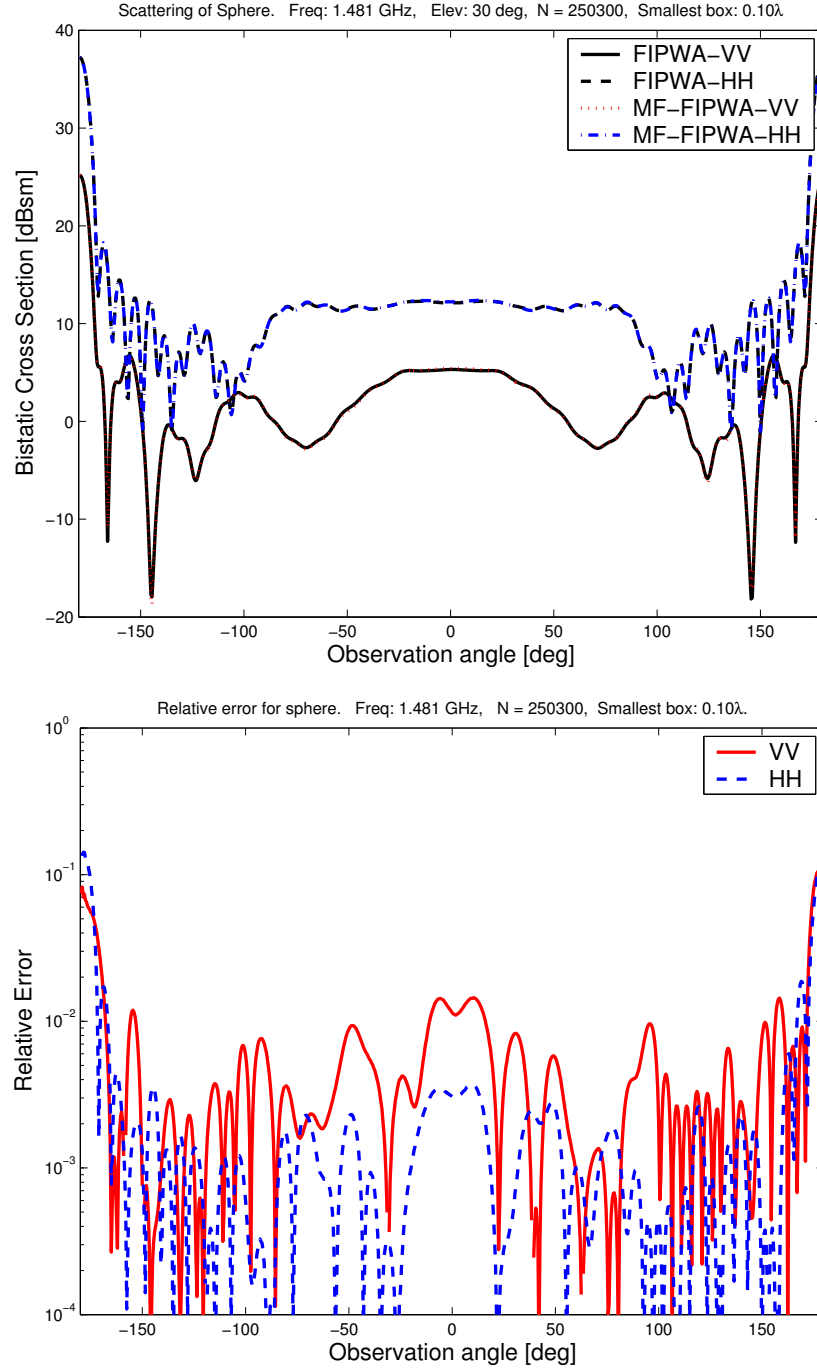 Scattering of Sphere. Freq: 1.481 GHz, Elev: 30 deg, N = 250300, Smallest box: 0.10λ
40
30
20
10
0
−10
−20
Bistatic Cross Section [dBsm]
FIPWA−VV
FIPWA−HH
MF−FIPWA−VV
MF−FIPWA−HH
−150 −100 −50 0 50 100 150
Observation angle [deg]
Relative error for sphere. Freq: 1.481 GHz, N = 250300, Smallest box: 0.10λ.
10^0
10^−1
10^−2
10^−3
10^−4
Relative Error
VV
HH
−150 −100 −50 0 50 100 150
Observation angle [deg]